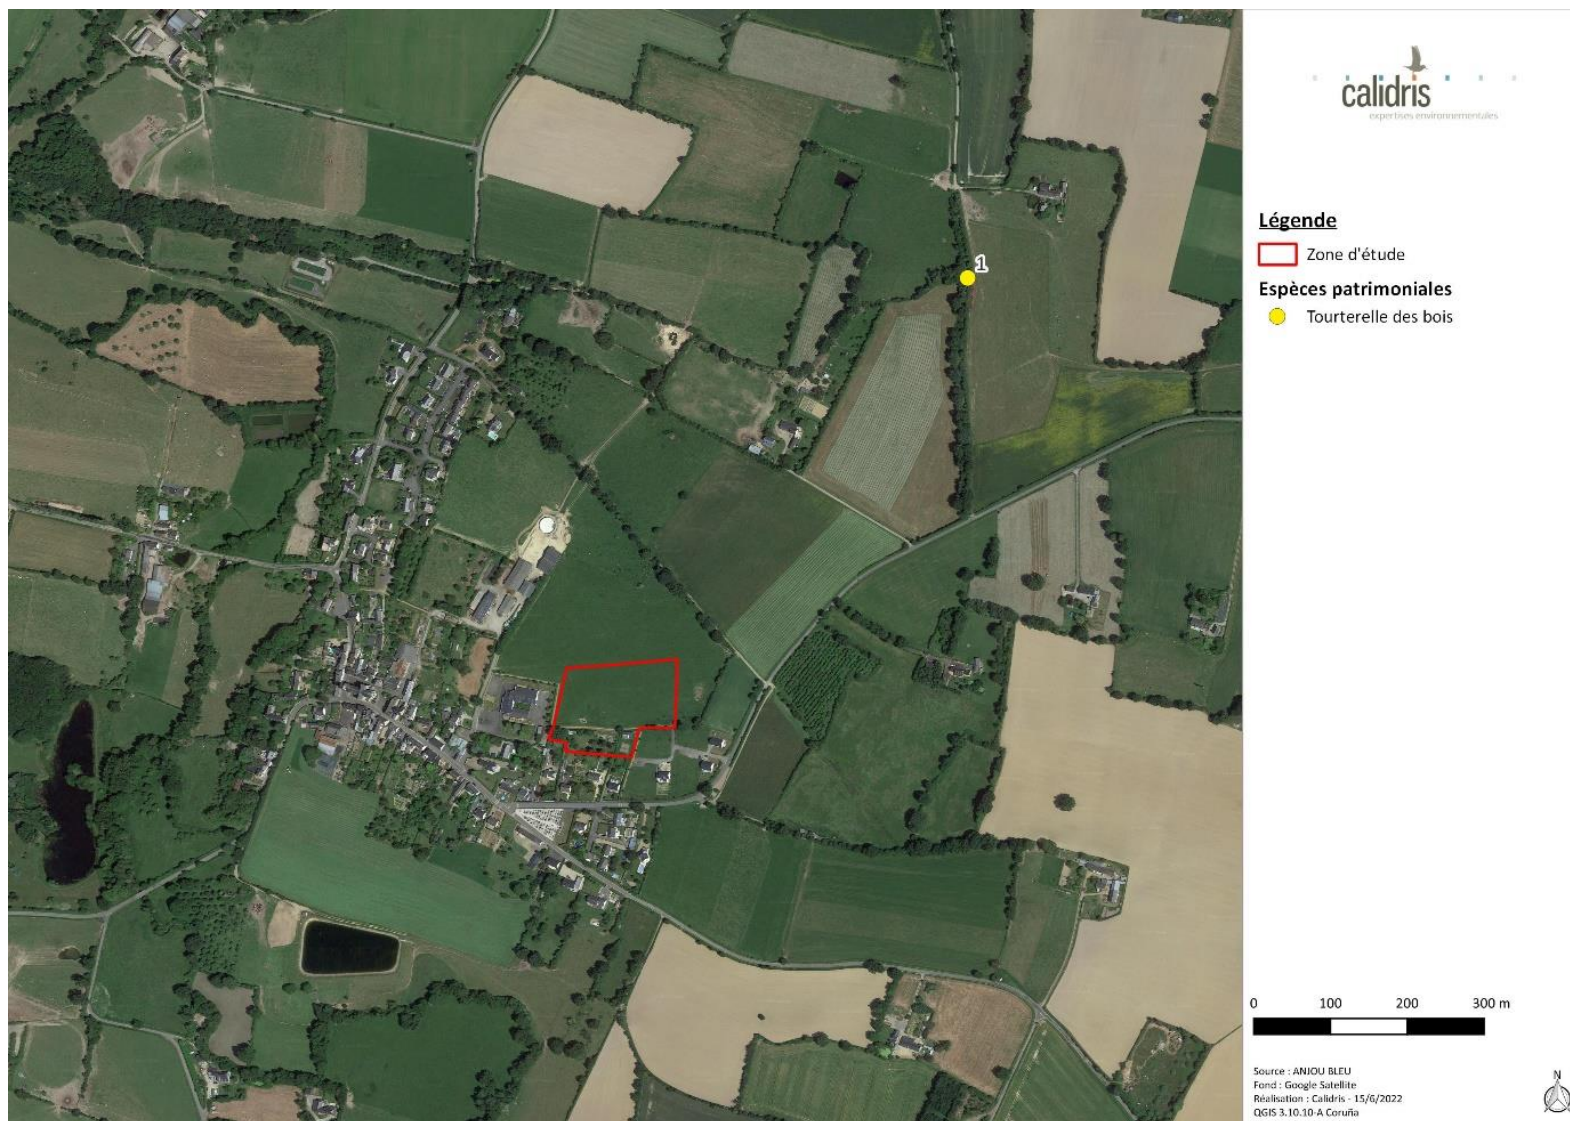 calidris
expertises environnementales
Légende
Zone d'étude
Espèces patrimoniales
Tourterelle des bois
1
0 100 200 300 m
Source : ANJOU BLEU
Fond : Google Satellite
Réalisation : Calidris - 15/6/2022
QGIS 3.10.10-A Coruña
N